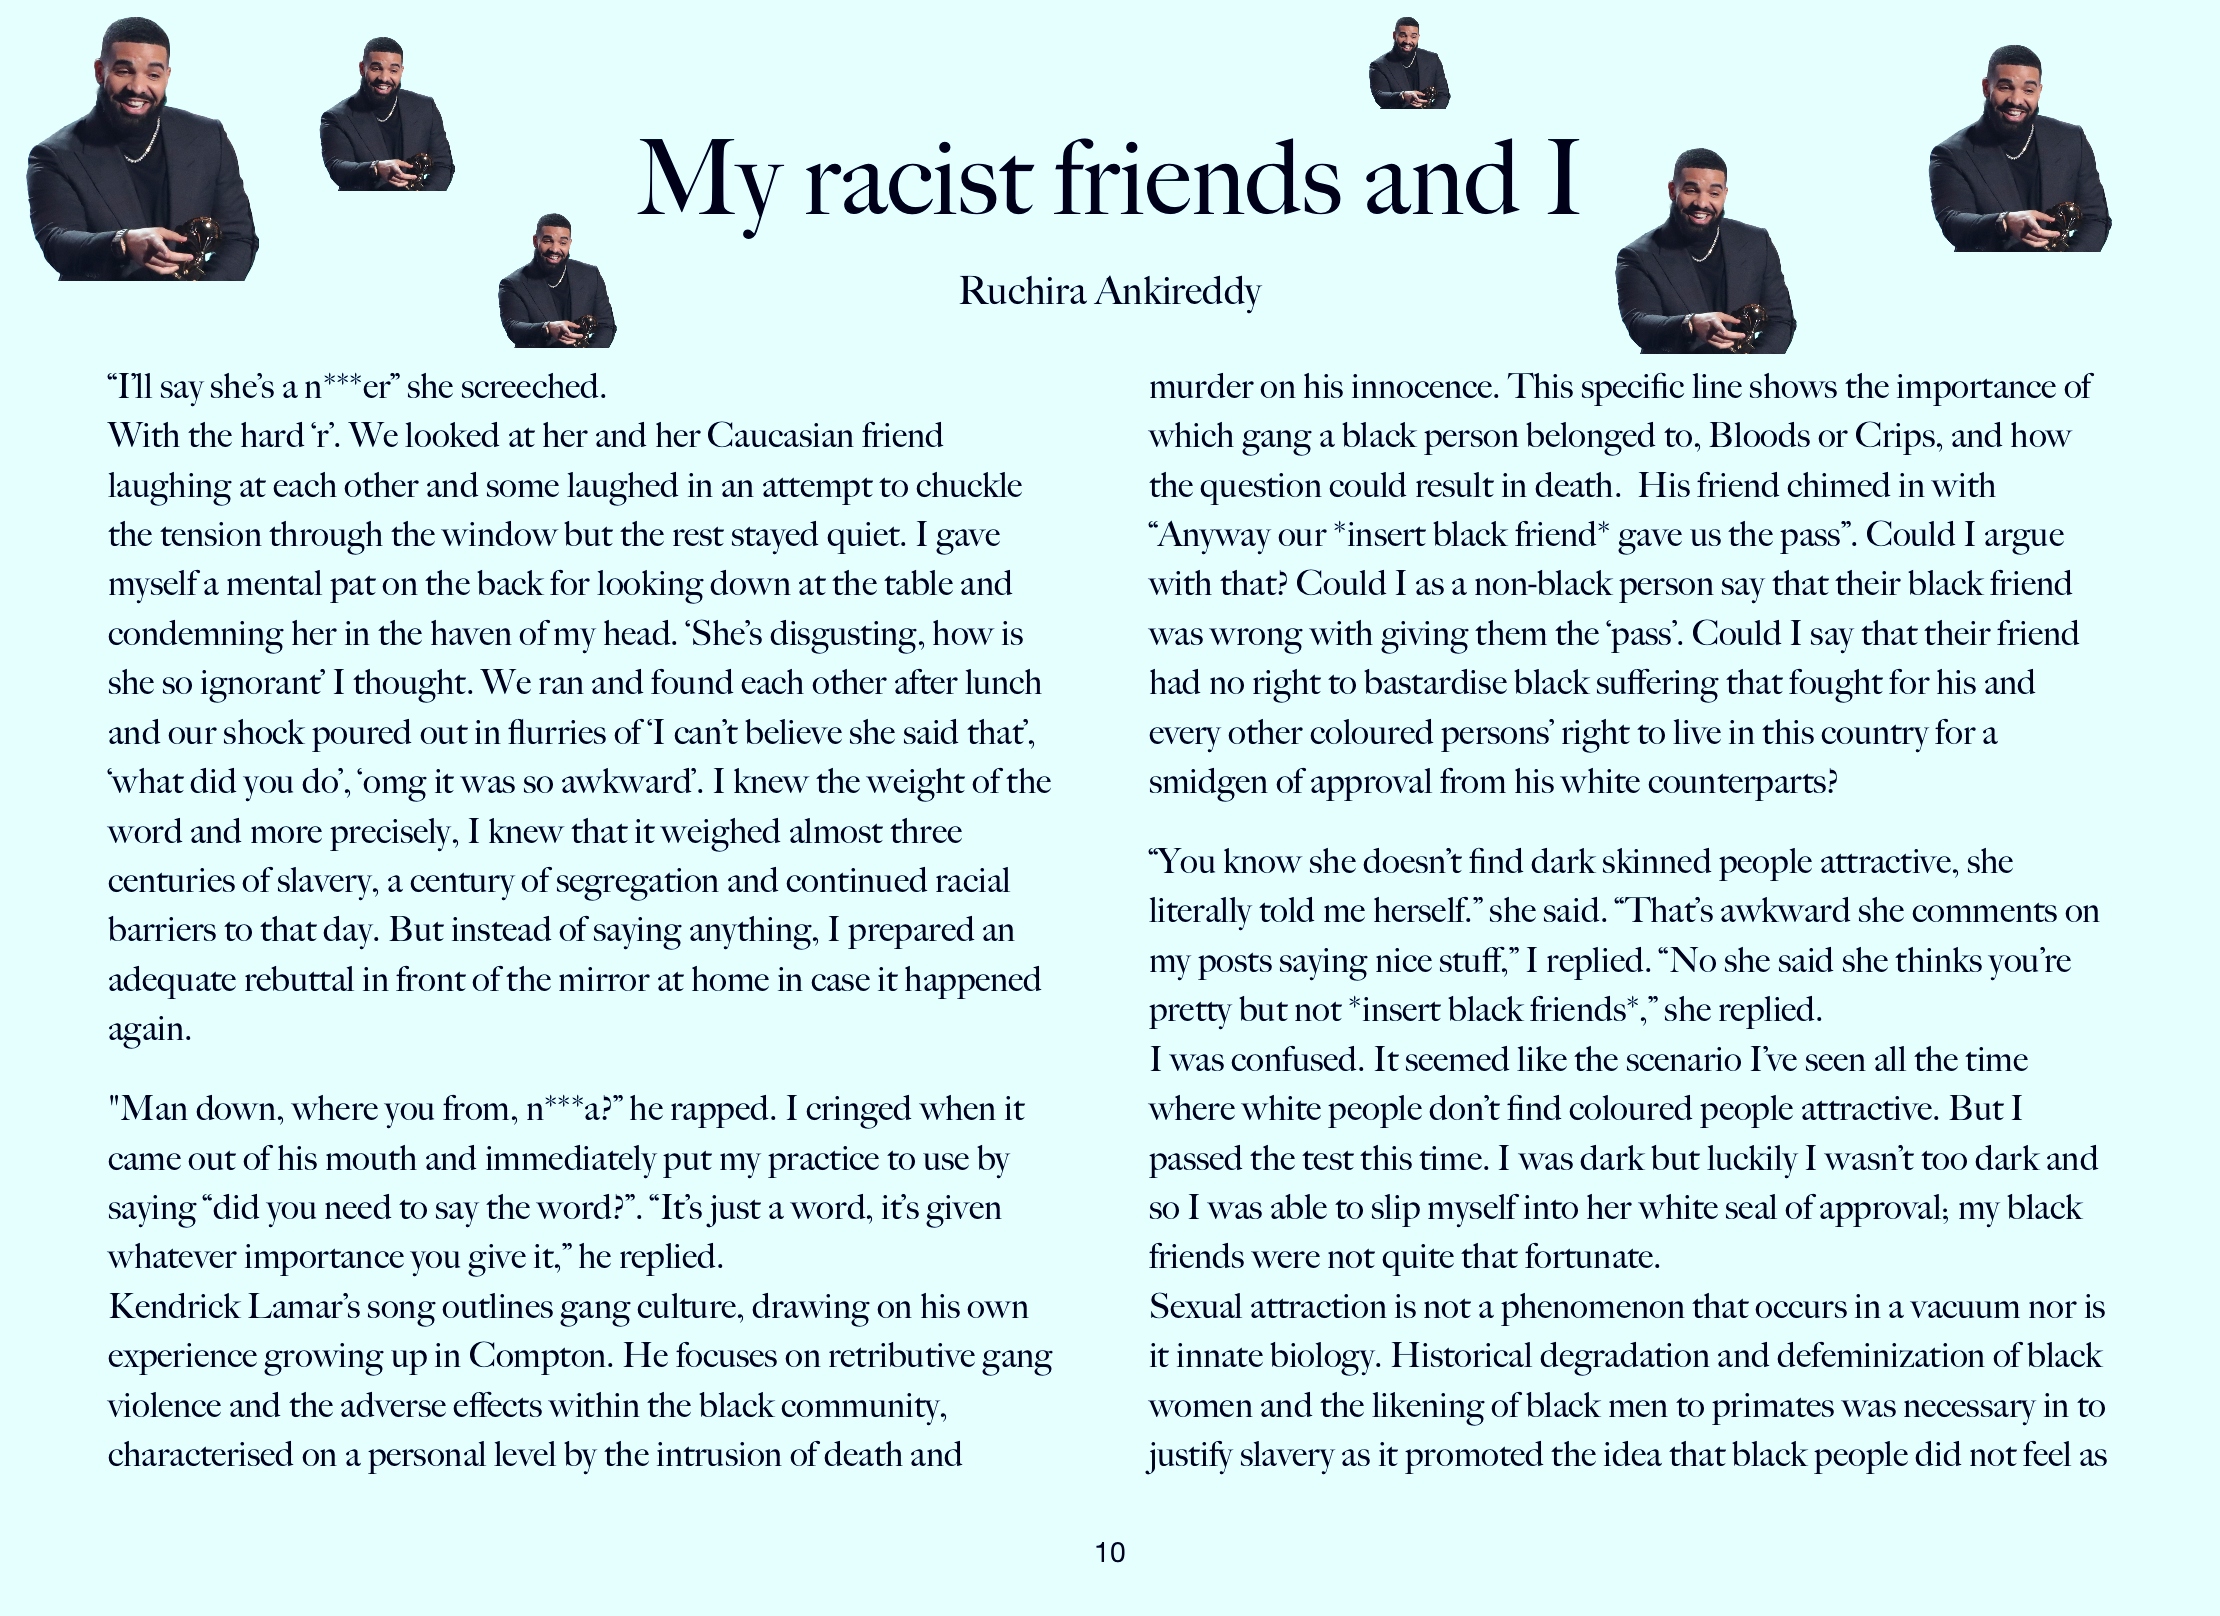 My racist friends and I
Ruchira Ankireddy
“I’ll say she’s a n***er” she screeched.
With the hard ‘r’. We looked at her and her Caucasian friend
laughing at each other and some laughed in an attempt to chuckle
the tension through the window but the rest stayed quiet. I gave
myself a mental pat on the back for looking down at the table and
condemning her in the haven of my head. ‘She’s disgusting, how is
she so ignorant’ I thought. We ran and found each other after lunch
and our shock poured out in flurries of ‘I can’t believe she said that’,
‘what did you do’, ‘omg it was so awkward’. I knew the weight of the
word and more precisely, I knew that it weighed almost three
centuries of slavery, a century of segregation and continued racial
barriers to that day. But instead of saying anything, I prepared an
adequate rebuttal in front of the mirror at home in case it happened
again.
"Man down, where you from, n***a?” he rapped. I cringed when it
came out of his mouth and immediately put my practice to use by
saying “did you need to say the word?”. “It’s just a word, it’s given
whatever importance you give it,” he replied.
Kendrick Lamar’s song outlines gang culture, drawing on his own
experience growing up in Compton. He focuses on retributive gang
violence and the adverse effects within the black community,
characterised on a personal level by the intrusion of death and
murder on his innocence. This specific line shows the importance of
which gang a black person belonged to, Bloods or Crips, and how
the question could result in death.  His friend chimed in with
“Anyway our *insert black friend* gave us the pass”. Could I argue
with that? Could I as a non-black person say that their black friend
was wrong with giving them the ‘pass’. Could I say that their friend
had no right to bastardise black suffering that fought for his and
every other coloured persons’ right to live in this country for a
smidgen of approval from his white counterparts?
“You know she doesn’t find dark skinned people attractive, she
literally told me herself.” she said. “That’s awkward she comments on
my posts saying nice stuff,” I replied. “No she said she thinks you’re
pretty but not *insert black friends*,” she replied.
I was confused. It seemed like the scenario I’ve seen all the time
where white people don’t find coloured people attractive. But I
passed the test this time. I was dark but luckily I wasn’t too dark and
so I was able to slip myself into her white seal of approval; my black
friends were not quite that fortunate.
Sexual attraction is not a phenomenon that occurs in a vacuum nor is
it innate biology. Historical degradation and defeminization of black
women and the likening of black men to primates was necessary in to
justify slavery as it promoted the idea that black people did not feel as
10